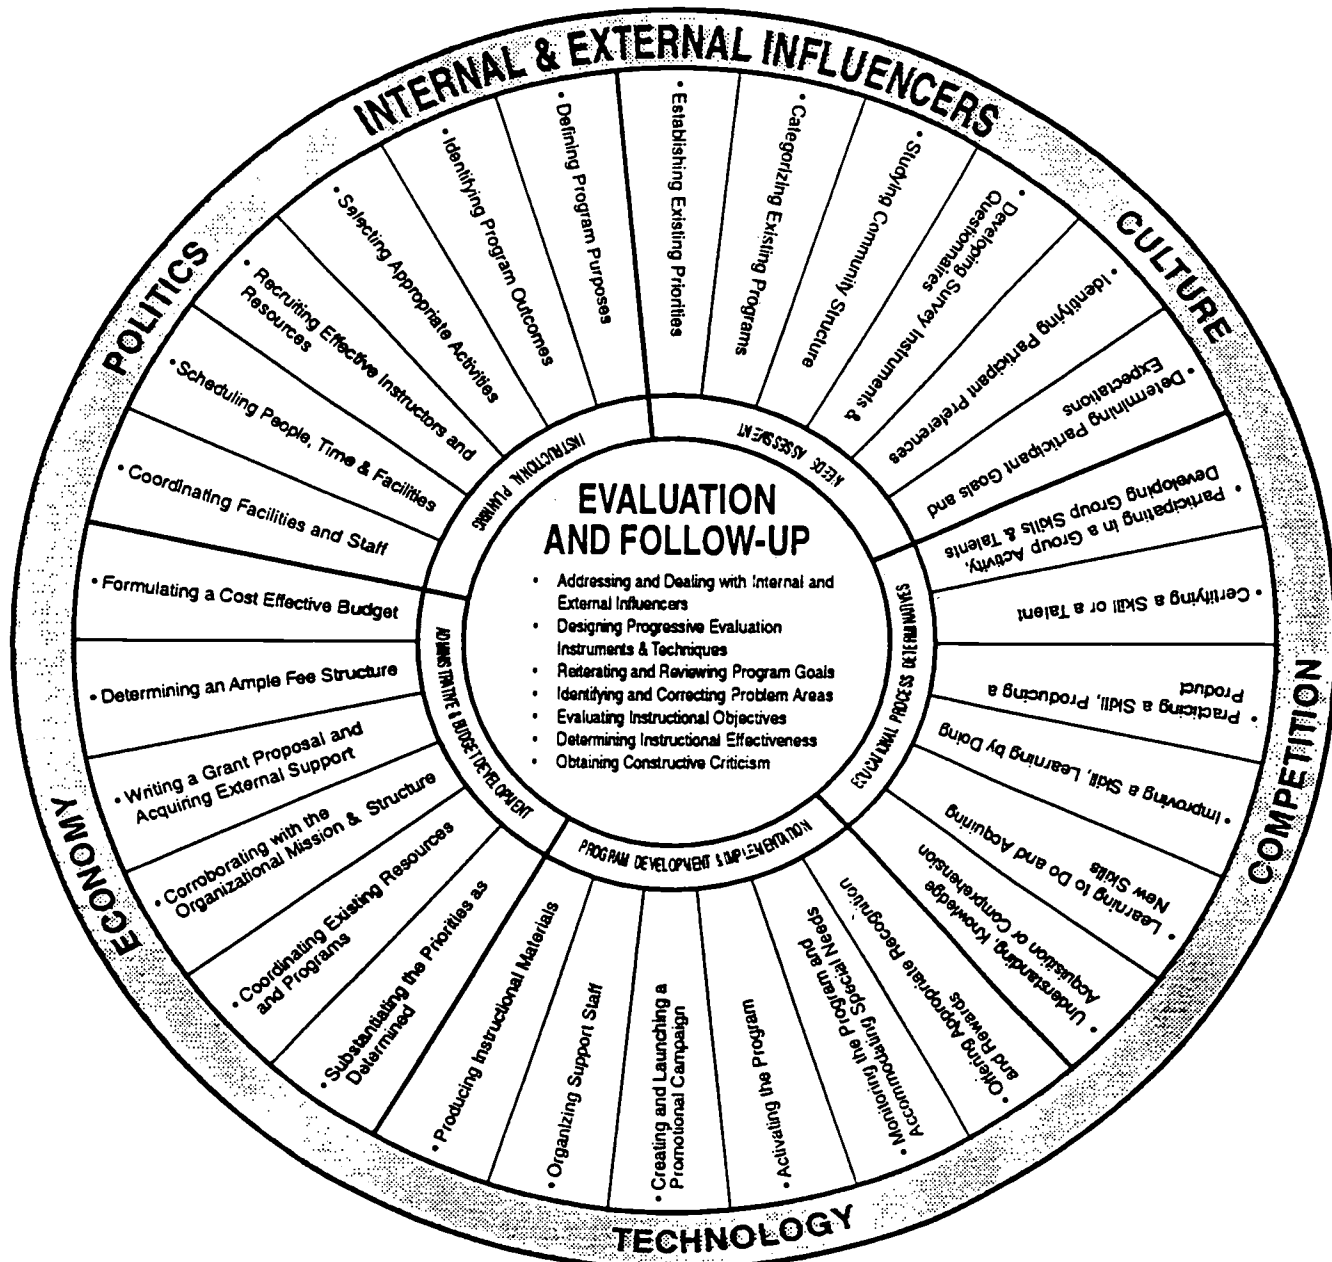 INTERNAL & EXTERNAL INFLUENCERS
CULTURE
COMPETITION
TECHNOLOGY
ECONOMY
POLITICS
• Establishing Existing Priorities
• Categorizing Existing Programs
• Studying Community Structure
• Developing Survey Instruments &
Questionnaires
• Identifying Participant Preferences
• Determining Participant Goals and
Expectations
• Participating in a Group Activity,
Developing Group Skills & Talents
• Certifying a Skill or a Talent
• Practicing a Skill, Producing a
Product
• Improving a Skill, Learning by Doing
• Learning to Do and Acquiring
New Skills
• Understanding Knowledge
Acquisition or Comprehension
• Offering Appropriate Recognition
and Rewards
• Monitoring the Program and
Accommodating Special Needs
• Activating the Program
• Creating and Launching a
Promotional Campaign
• Organizing Support Staff
• Producing Instructional Materials
• Substantiating the Priorities as
Determined
• Coordinating Existing Resources
and Programs
• Corroborating with the
Organizational Mission & Structure
• Writing a Grant Proposal and
Acquiring External Support
• Determining an Ample Fee Structure
• Formulating a Cost Effective Budget
• Coordinating Facilities and Staff
• Scheduling People, Time & Facilities
• Recruiting Effective Instructors and
Resources
• Selecting Appropriate Activities
• Identifying Program Outcomes
• Defining Program Purposes
NEEDS ASSESSMENT
EDUCATIONAL PROCESS DETERMINATIVES
PROGRAM DEVELOPMENT & IMPLEMENTATION
ADMINISTRATIVE & BUDGET DEVELOPMENT
INSTRUCTIONAL PLANNING
EVALUATION
AND FOLLOW-UP
• Addressing and Dealing with Internal and
External Influencers
• Designing Progressive Evaluation
Instruments & Techniques
• Reiterating and Reviewing Program Goals
• Identifying and Correcting Problem Areas
• Evaluating Instructional Objectives
• Determining Instructional Effectiveness
• Obtaining Constructive Criticism